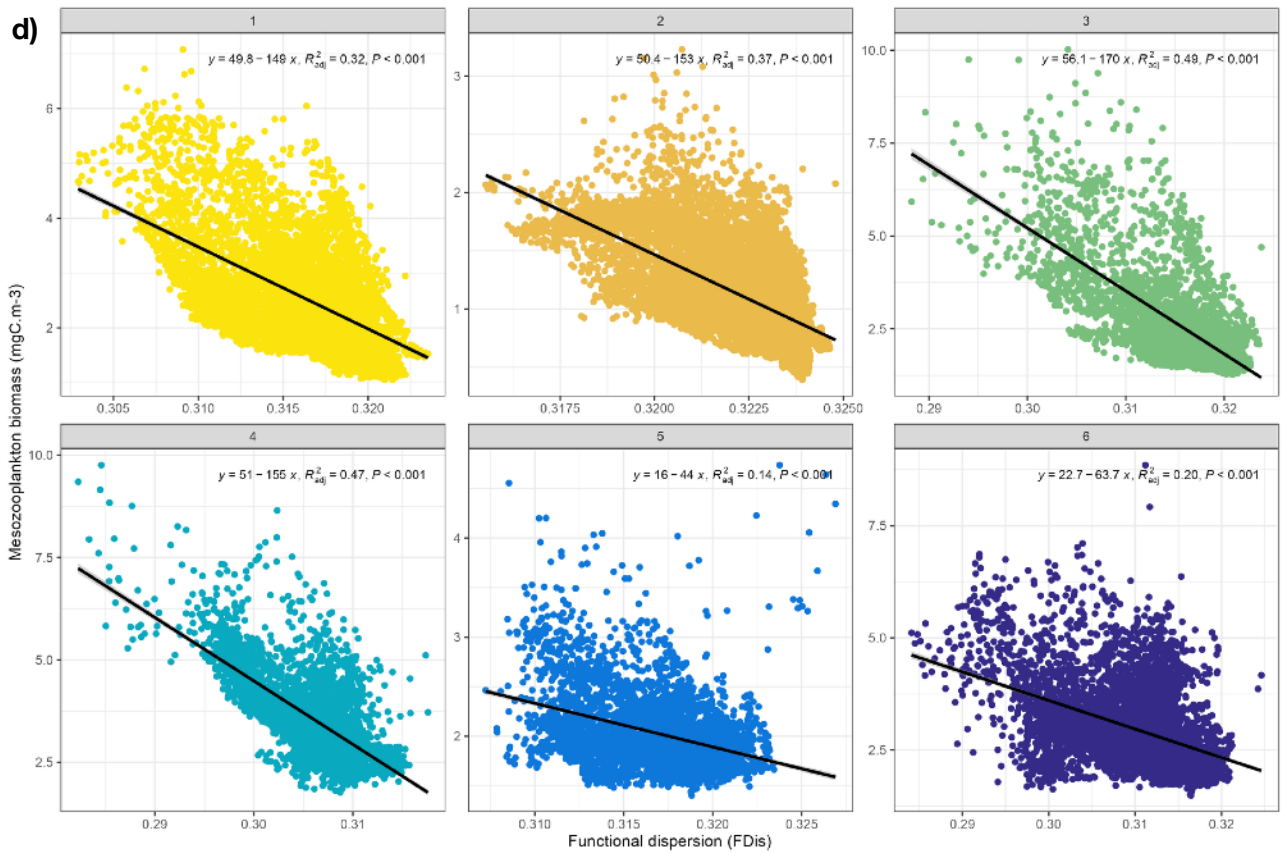 d)
1
2
3
y = 49.8 − 149 x, R²adj = 0.32, P < 0.001
y = 50.4 − 153 x, R²adj = 0.37, P < 0.001
y = 56.1 − 170 x, R²adj = 0.49, P < 0.001
6
4
2
3
2
1
10.0
7.5
5.0
2.5
0.305 0.310 0.315 0.320
0.3175 0.3200 0.3225 0.3250
0.29 0.30 0.31 0.32
Mesozooplankton biomass (mgC.m-3)
4
5
6
y = 51 − 155 x, R²adj = 0.47, P < 0.001
y = 16 − 44 x, R²adj = 0.14, P < 0.001
y = 22.7 − 63.7 x, R²adj = 0.20, P < 0.001
10.0
7.5
5.0
2.5
4
3
2
7.5
5.0
2.5
0.29 0.30 0.31
0.310 0.315 0.320 0.325
0.29 0.30 0.31 0.32
Functional dispersion (FDis)